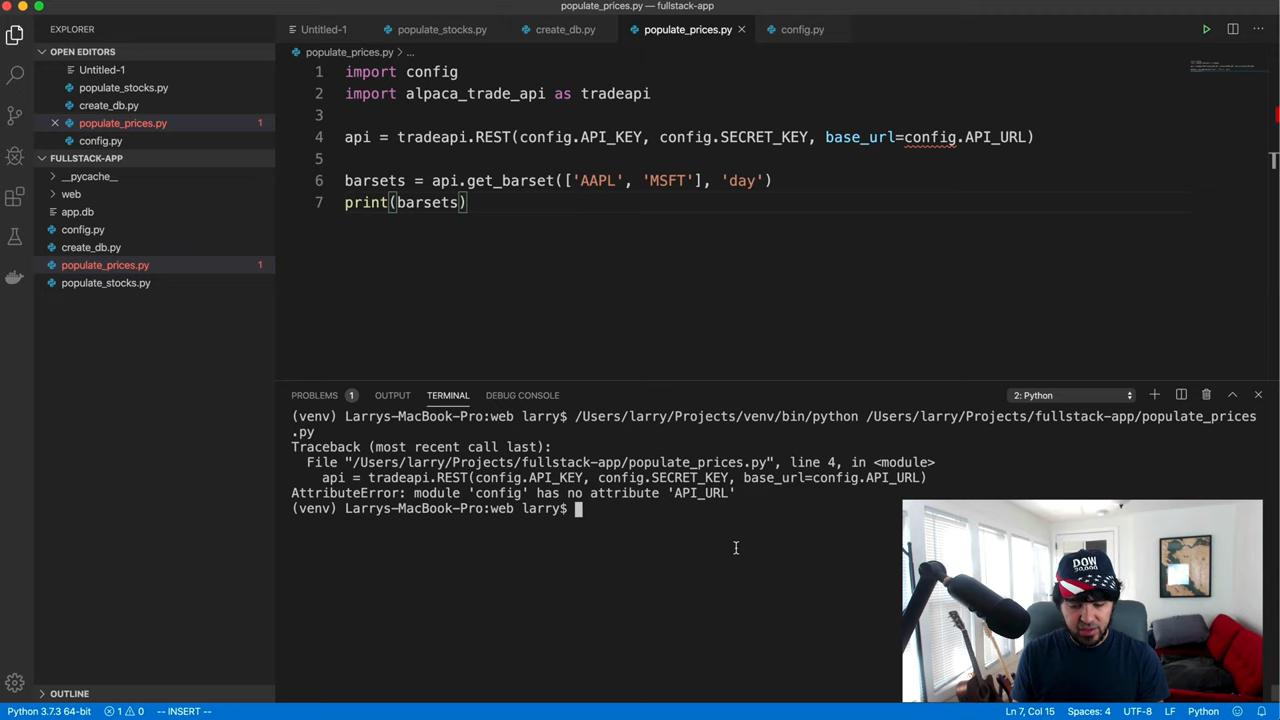 populate_prices.py — fullstack-app
EXPLORER
Untitled-1
populate_stocks.py
create_db.py
populate_prices.py
config.py
OPEN EDITORS
Untitled-1
populate_stocks.py
create_db.py
populate_prices.py 1
config.py
FULLSTACK-APP
__pycache__
web
app.db
config.py
create_db.py
populate_prices.py 1
populate_stocks.py
OUTLINE
populate_prices.py > ...
1 import config
2 import alpaca_trade_api as tradeapi
3
4 api = tradeapi.REST(config.API_KEY, config.SECRET_KEY, base_url=config.API_URL)
5
6 barsets = api.get_barset(['AAPL', 'MSFT'], 'day')
7 print(barsets)
PROBLEMS 1 OUTPUT TERMINAL DEBUG CONSOLE 2: Python
(venv) Larrys-MacBook-Pro:web larry$ /Users/larry/Projects/venv/bin/python /Users/larry/Projects/fullstack-app/populate_prices
.py
Traceback (most recent call last):
File "/Users/larry/Projects/fullstack-app/populate_prices.py", line 4, in <module>
api = tradeapi.REST(config.API_KEY, config.SECRET_KEY, base_url=config.API_URL)
AttributeError: module 'config' has no attribute 'API_URL'
(venv) Larrys-MacBook-Pro:web larry$
DOW
Python 3.7.3 64-bit 1 0 -- INSERT -- Ln 7, Col 15 Spaces: 4 UTF-8 LF Python